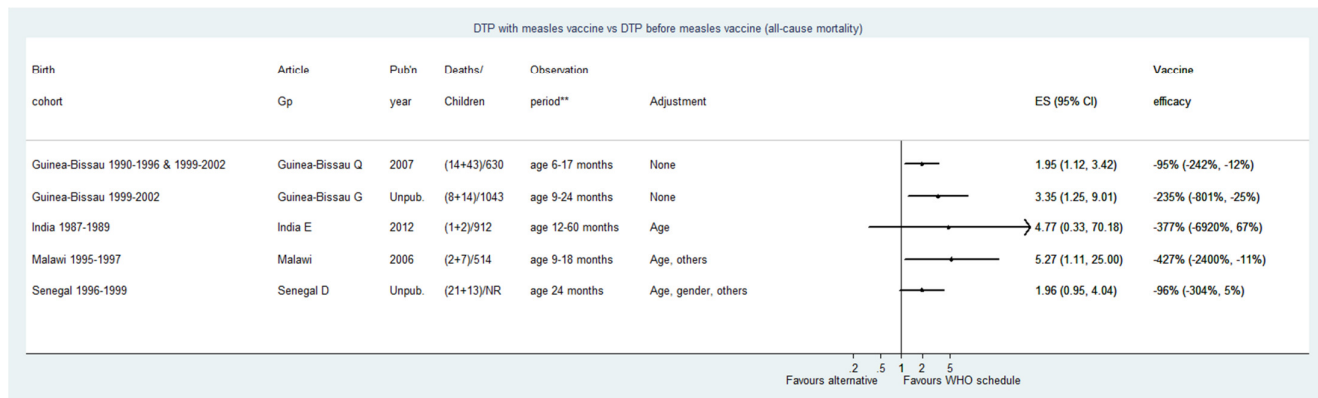 DTP with measles vaccine vs DTP before measles vaccine (all-cause mortality)
Birth Article Pub'n Deaths/ Observation Vaccine
cohort Gp year Children period** Adjustment ES (95% CI) efficacy
Guinea-Bissau 1990-1996 & 1999-2002 Guinea-Bissau Q 2007 (14+43)/630 age 6-17 months None 1.95 (1.12, 3.42) -95% (-242%, -12%)
Guinea-Bissau 1999-2002 Guinea-Bissau G Unpub. (8+14)/1043 age 9-24 months None 3.35 (1.25, 9.01) -235% (-801%, -25%)
India 1987-1989 India E 2012 (1+2)/912 age 12-60 months Age 4.77 (0.33, 70.18) -377% (-6920%, 67%)
Malawi 1995-1997 Malawi 2006 (2+7)/514 age 9-18 months Age, others 5.27 (1.11, 25.00) -427% (-2400%, -11%)
Senegal 1996-1999 Senegal D Unpub. (21+13)/NR age 24 months Age, gender, others 1.96 (0.95, 4.04) -96% (-304%, 5%)
.2 .5 1 2 5
Favours alternative Favours WHO schedule